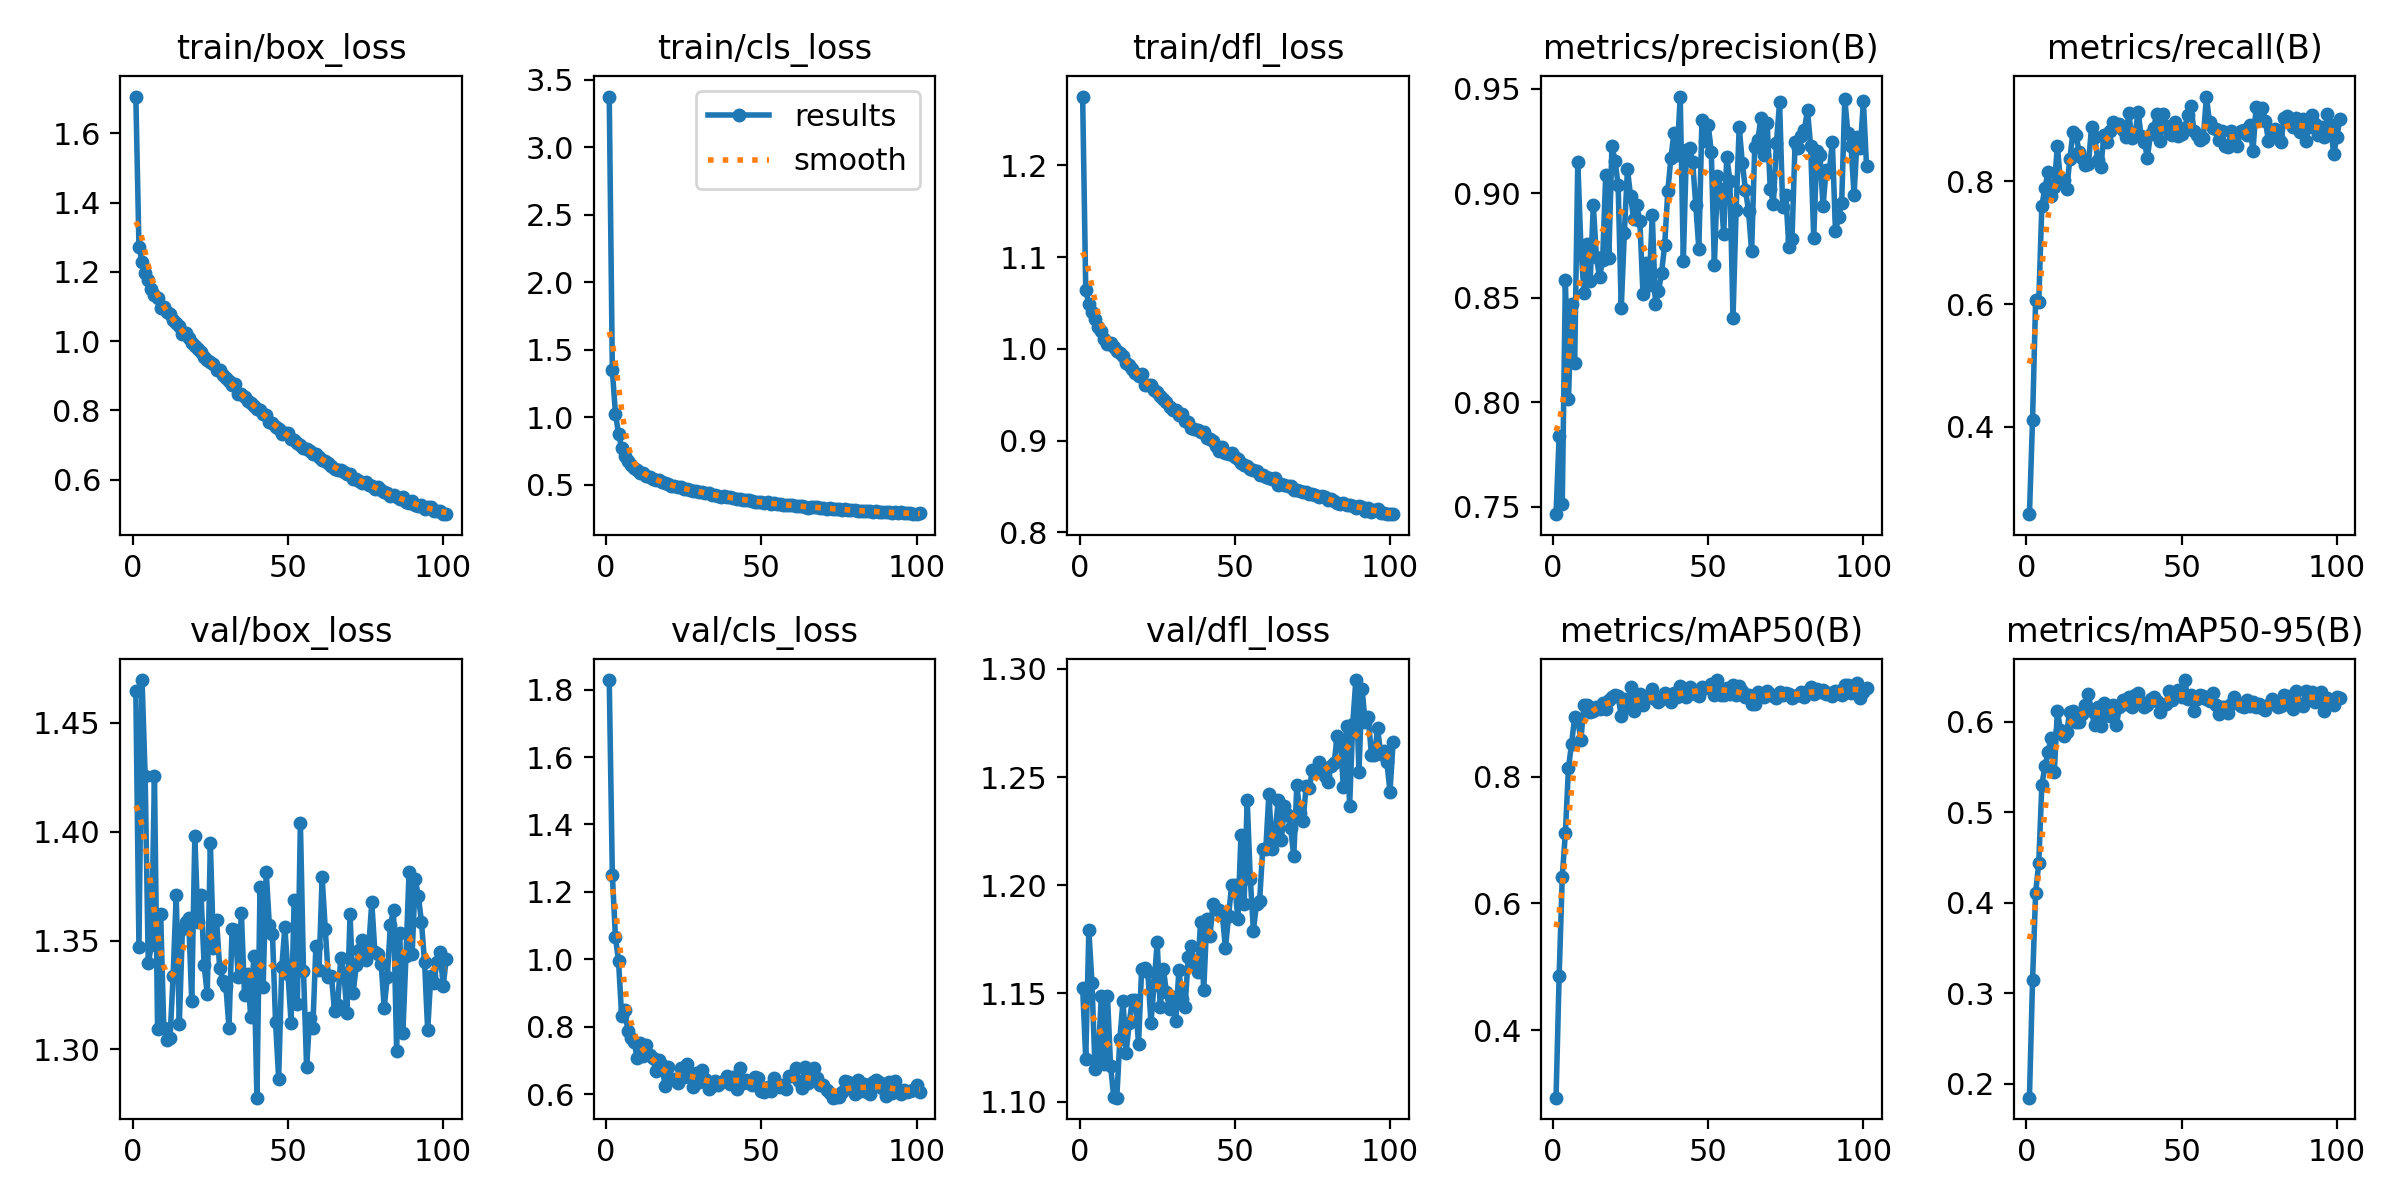 train/box_loss
1.6
1.4
1.2
1.0
0.8
0.6
0 50 100
train/cls_loss
3.5
3.0
2.5
2.0
1.5
1.0
0.5
results
smooth
0 50 100
train/dfl_loss
1.2
1.1
1.0
0.9
0.8
0 50 100
metrics/precision(B)
0.95
0.90
0.85
0.80
0.75
0 50 100
metrics/recall(B)
0.8
0.6
0.4
0 50 100
val/box_loss
1.45
1.40
1.35
1.30
0 50 100
val/cls_loss
1.8
1.6
1.4
1.2
1.0
0.8
0.6
0 50 100
val/dfl_loss
1.30
1.25
1.20
1.15
1.10
0 50 100
metrics/mAP50(B)
0.8
0.6
0.4
0 50 100
metrics/mAP50-95(B)
0.6
0.5
0.4
0.3
0.2
0 50 100